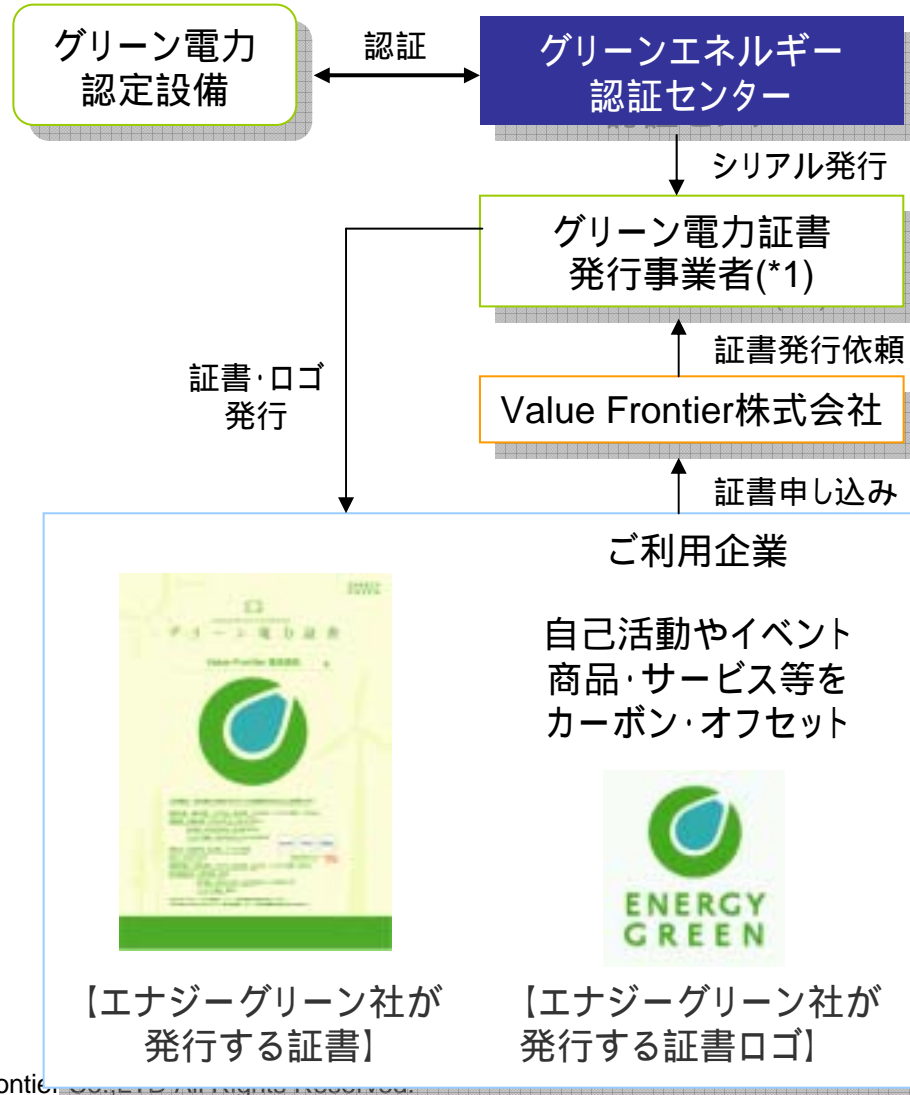 グリーン電力
認定設備
認証
グリーンエネルギー
認証センター
シリアル発行
グリーン電力証書
発行事業者(*1)
証書発行依頼
証書・ロゴ
発行
Value Frontier株式会社
証書申し込み
ご利用企業
自己活動やイベント
商品・サービス等を
カーボン・オフセット
グリーン電力証書
ENERGY
GREEN
【エナジーグリーン社が
発行する証書】
【エナジーグリーン社が
発行する証書ロゴ】
Co.,LTD All Rights Reserved.